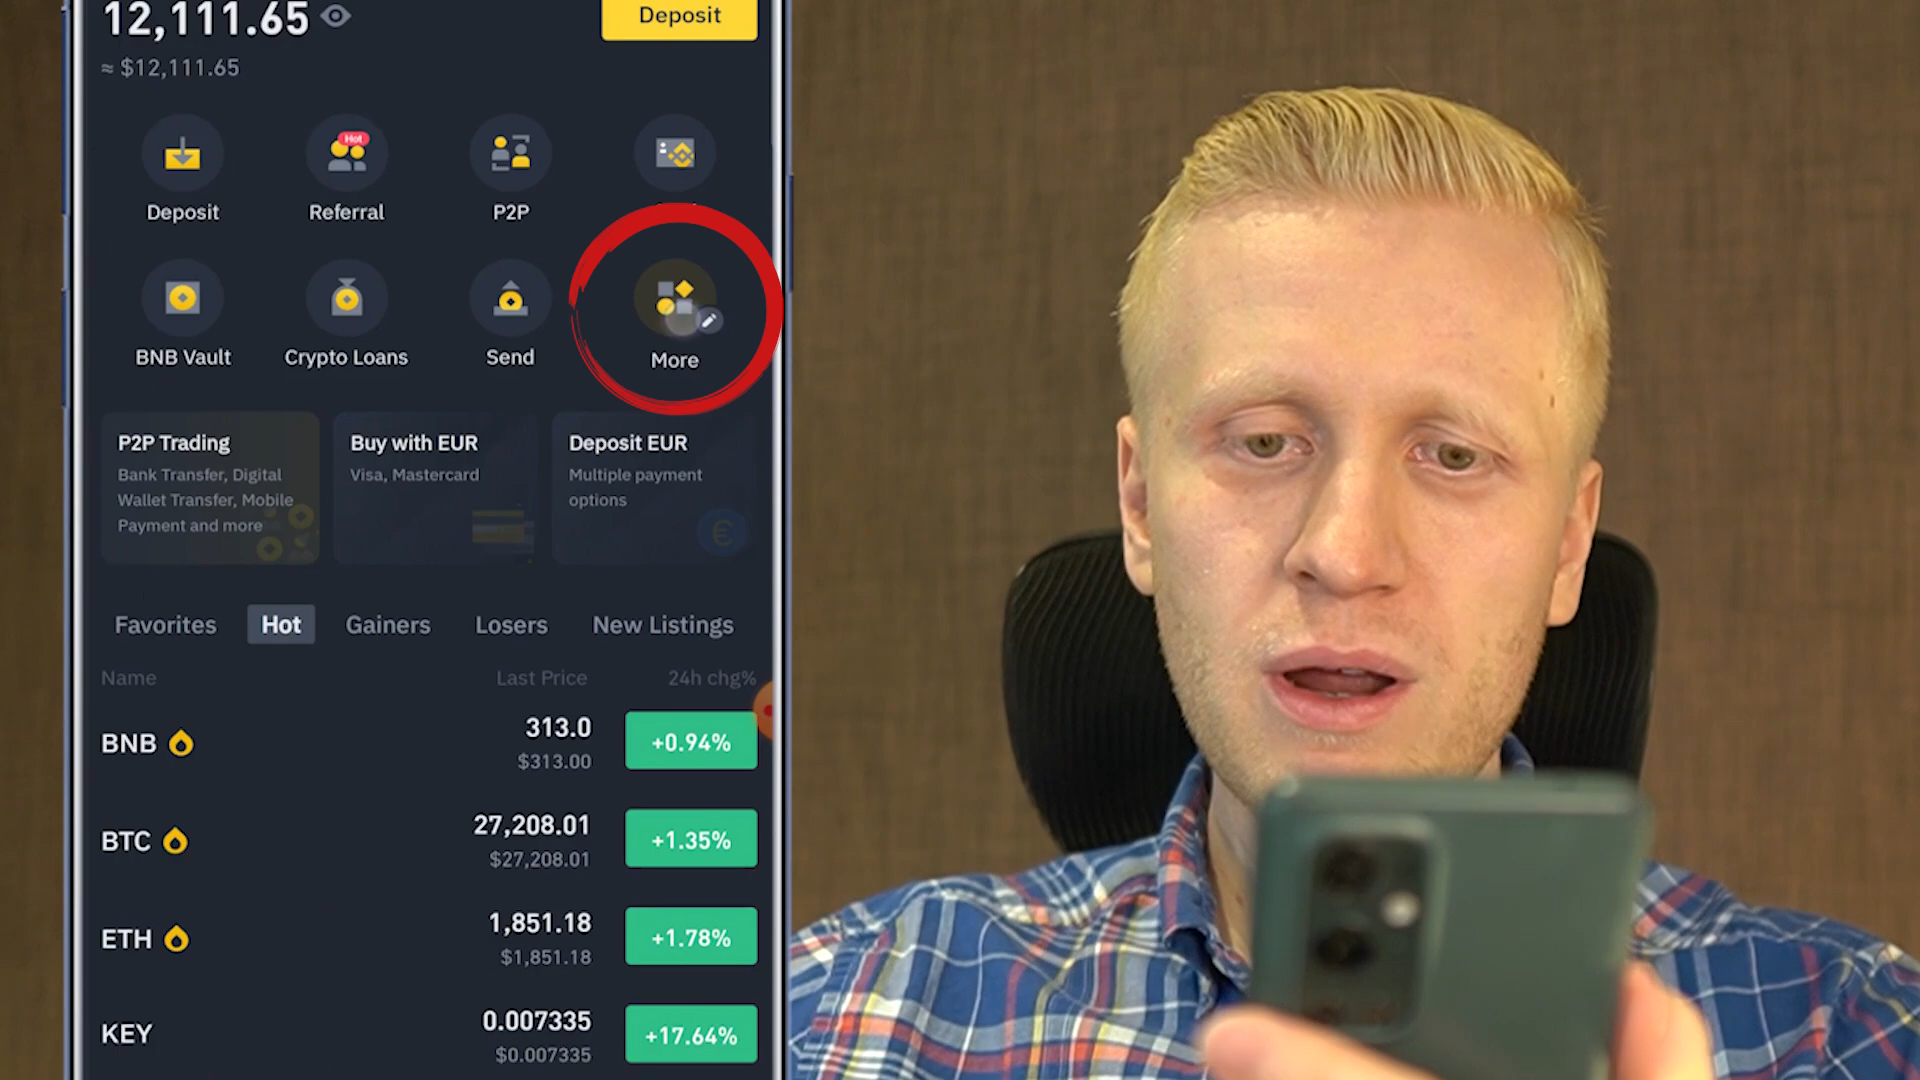 12,111.65
Deposit
≈ $12,111.65
Hot
Deposit
Referral
P2P
BNB Vault
Crypto Loans
Send
More
P2P Trading
Bank Transfer, Digital
Wallet Transfer, Mobile
Payment and more
Buy with EUR
Visa, Mastercard
Deposit EUR
Multiple payment
options
Favorites
Hot
Gainers
Losers
New Listings
Name
Last Price
24h chg%
BNB
313.0
$313.00
+0.94%
BTC
27,208.01
$27,208.01
+1.35%
ETH
1,851.18
$1,851.18
+1.78%
KEY
0.007335
$0.007335
+17.64%